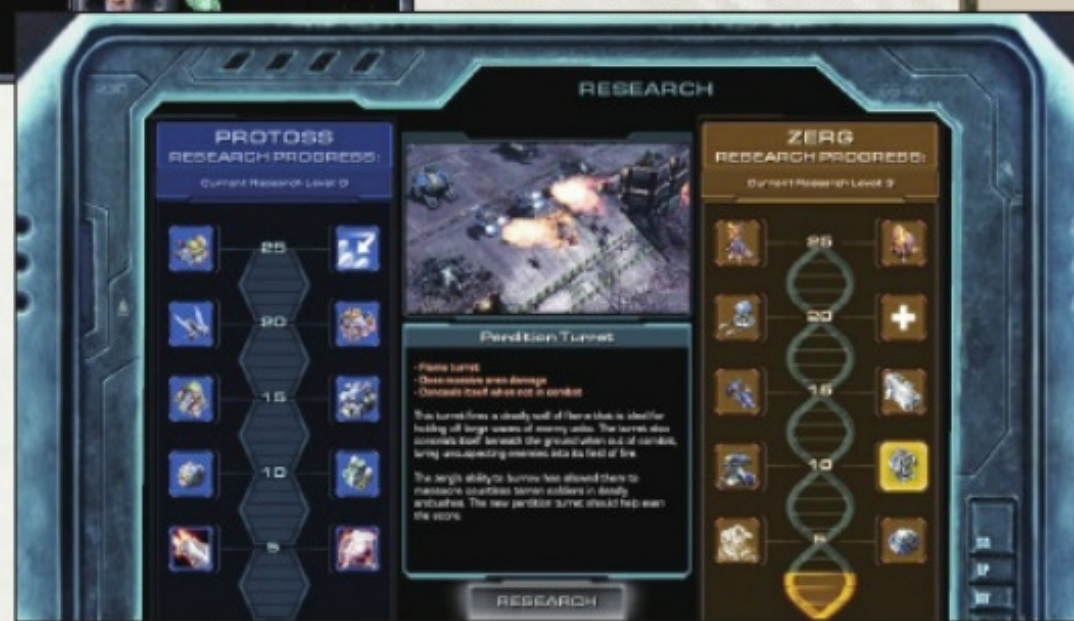 RESEARCH
PROTOSS
RESEARCH PROGRESS:
Current Research Level: 0
25
20
15
10
5
Perdition Turret
- Flame turret
- Does massive area damage
- Conceals itself when not in combat
This turret fires a deadly wall of flame that is ideal for
holding off large waves of enemy units. The turret also
conceals itself beneath the ground when out of combat,
luring unsuspecting enemies into its field of fire.
The zerg's ability to burrow has allowed them to
massacre countless terran soldiers in deadly
ambushes. The new perdition turret should help even
the score.
RESEARCH
ZERG
RESEARCH PROGRESS:
Current Research Level:
25
20
15
10
5